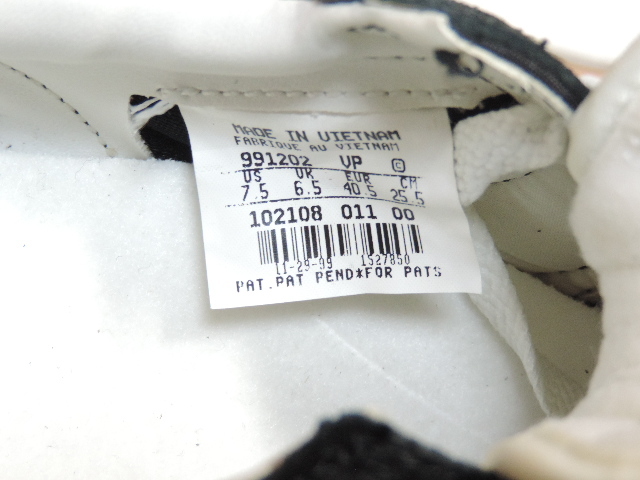 MADE IN VIETNAM
FABRIQUE AU VIETNAM
991202 VP ©
US UK EUR CM
7.5 6.5 40.5 25.5
102108 011 00
11-29-99 1527850
PAT.PAT PEND*FOR PATS